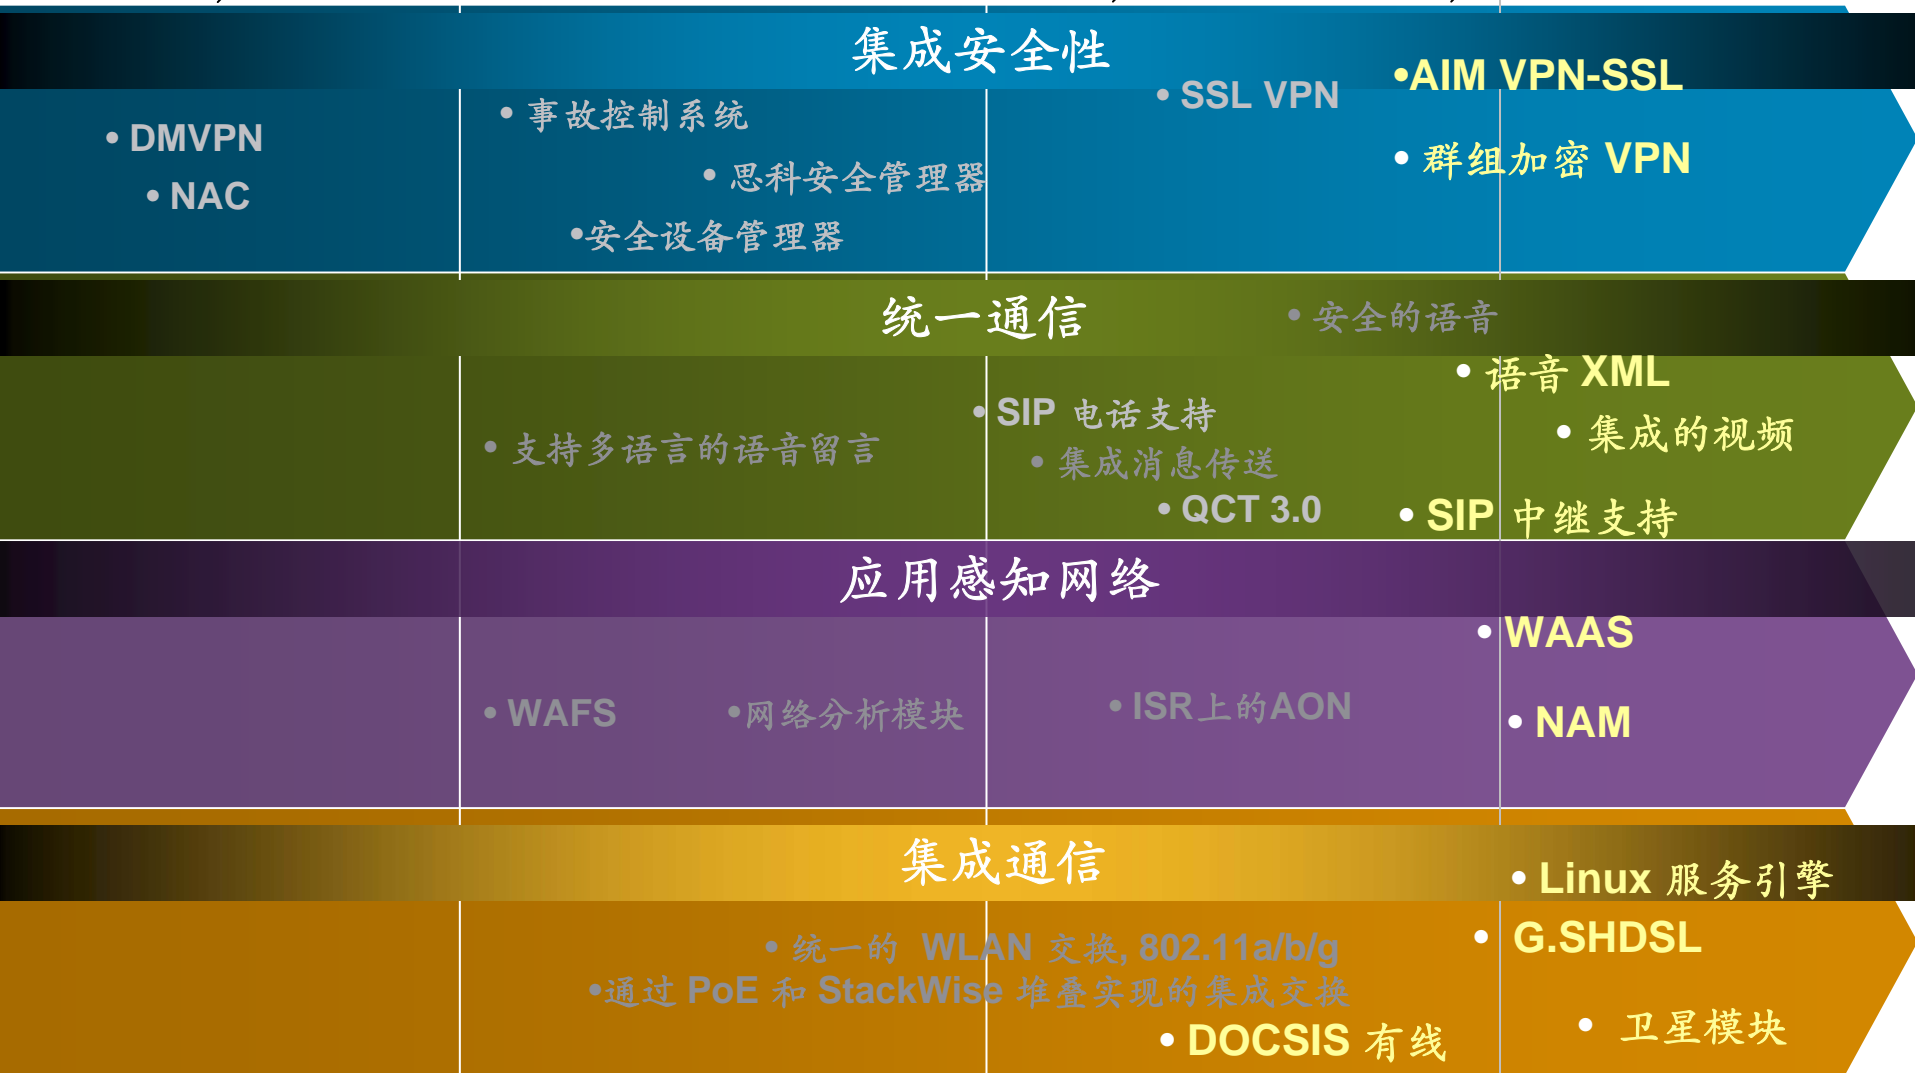 集成安全性
•AIM VPN-SSL
• SSL VPN
• 事故控制系统
• DMVPN
• 群组加密 VPN
• 思科安全管理器
• NAC
•安全设备管理器
统一通信
• 安全的语音
• 语音 XML
• SIP 电话支持
• 集成的视频
• 支持多语言的语音留言
• 集成消息传送
• QCT 3.0
• SIP 中继支持
应用感知网络
• WAAS
• WAFS
•网络分析模块
• ISR上的AON
• NAM
集成通信
• Linux 服务引擎
• G.SHDSL
• 统一的 WLAN 交换, 802.11a/b/g
•通过 PoE 和 StackWise 堆叠实现的集成交换
• DOCSIS 有线
• 卫星模块